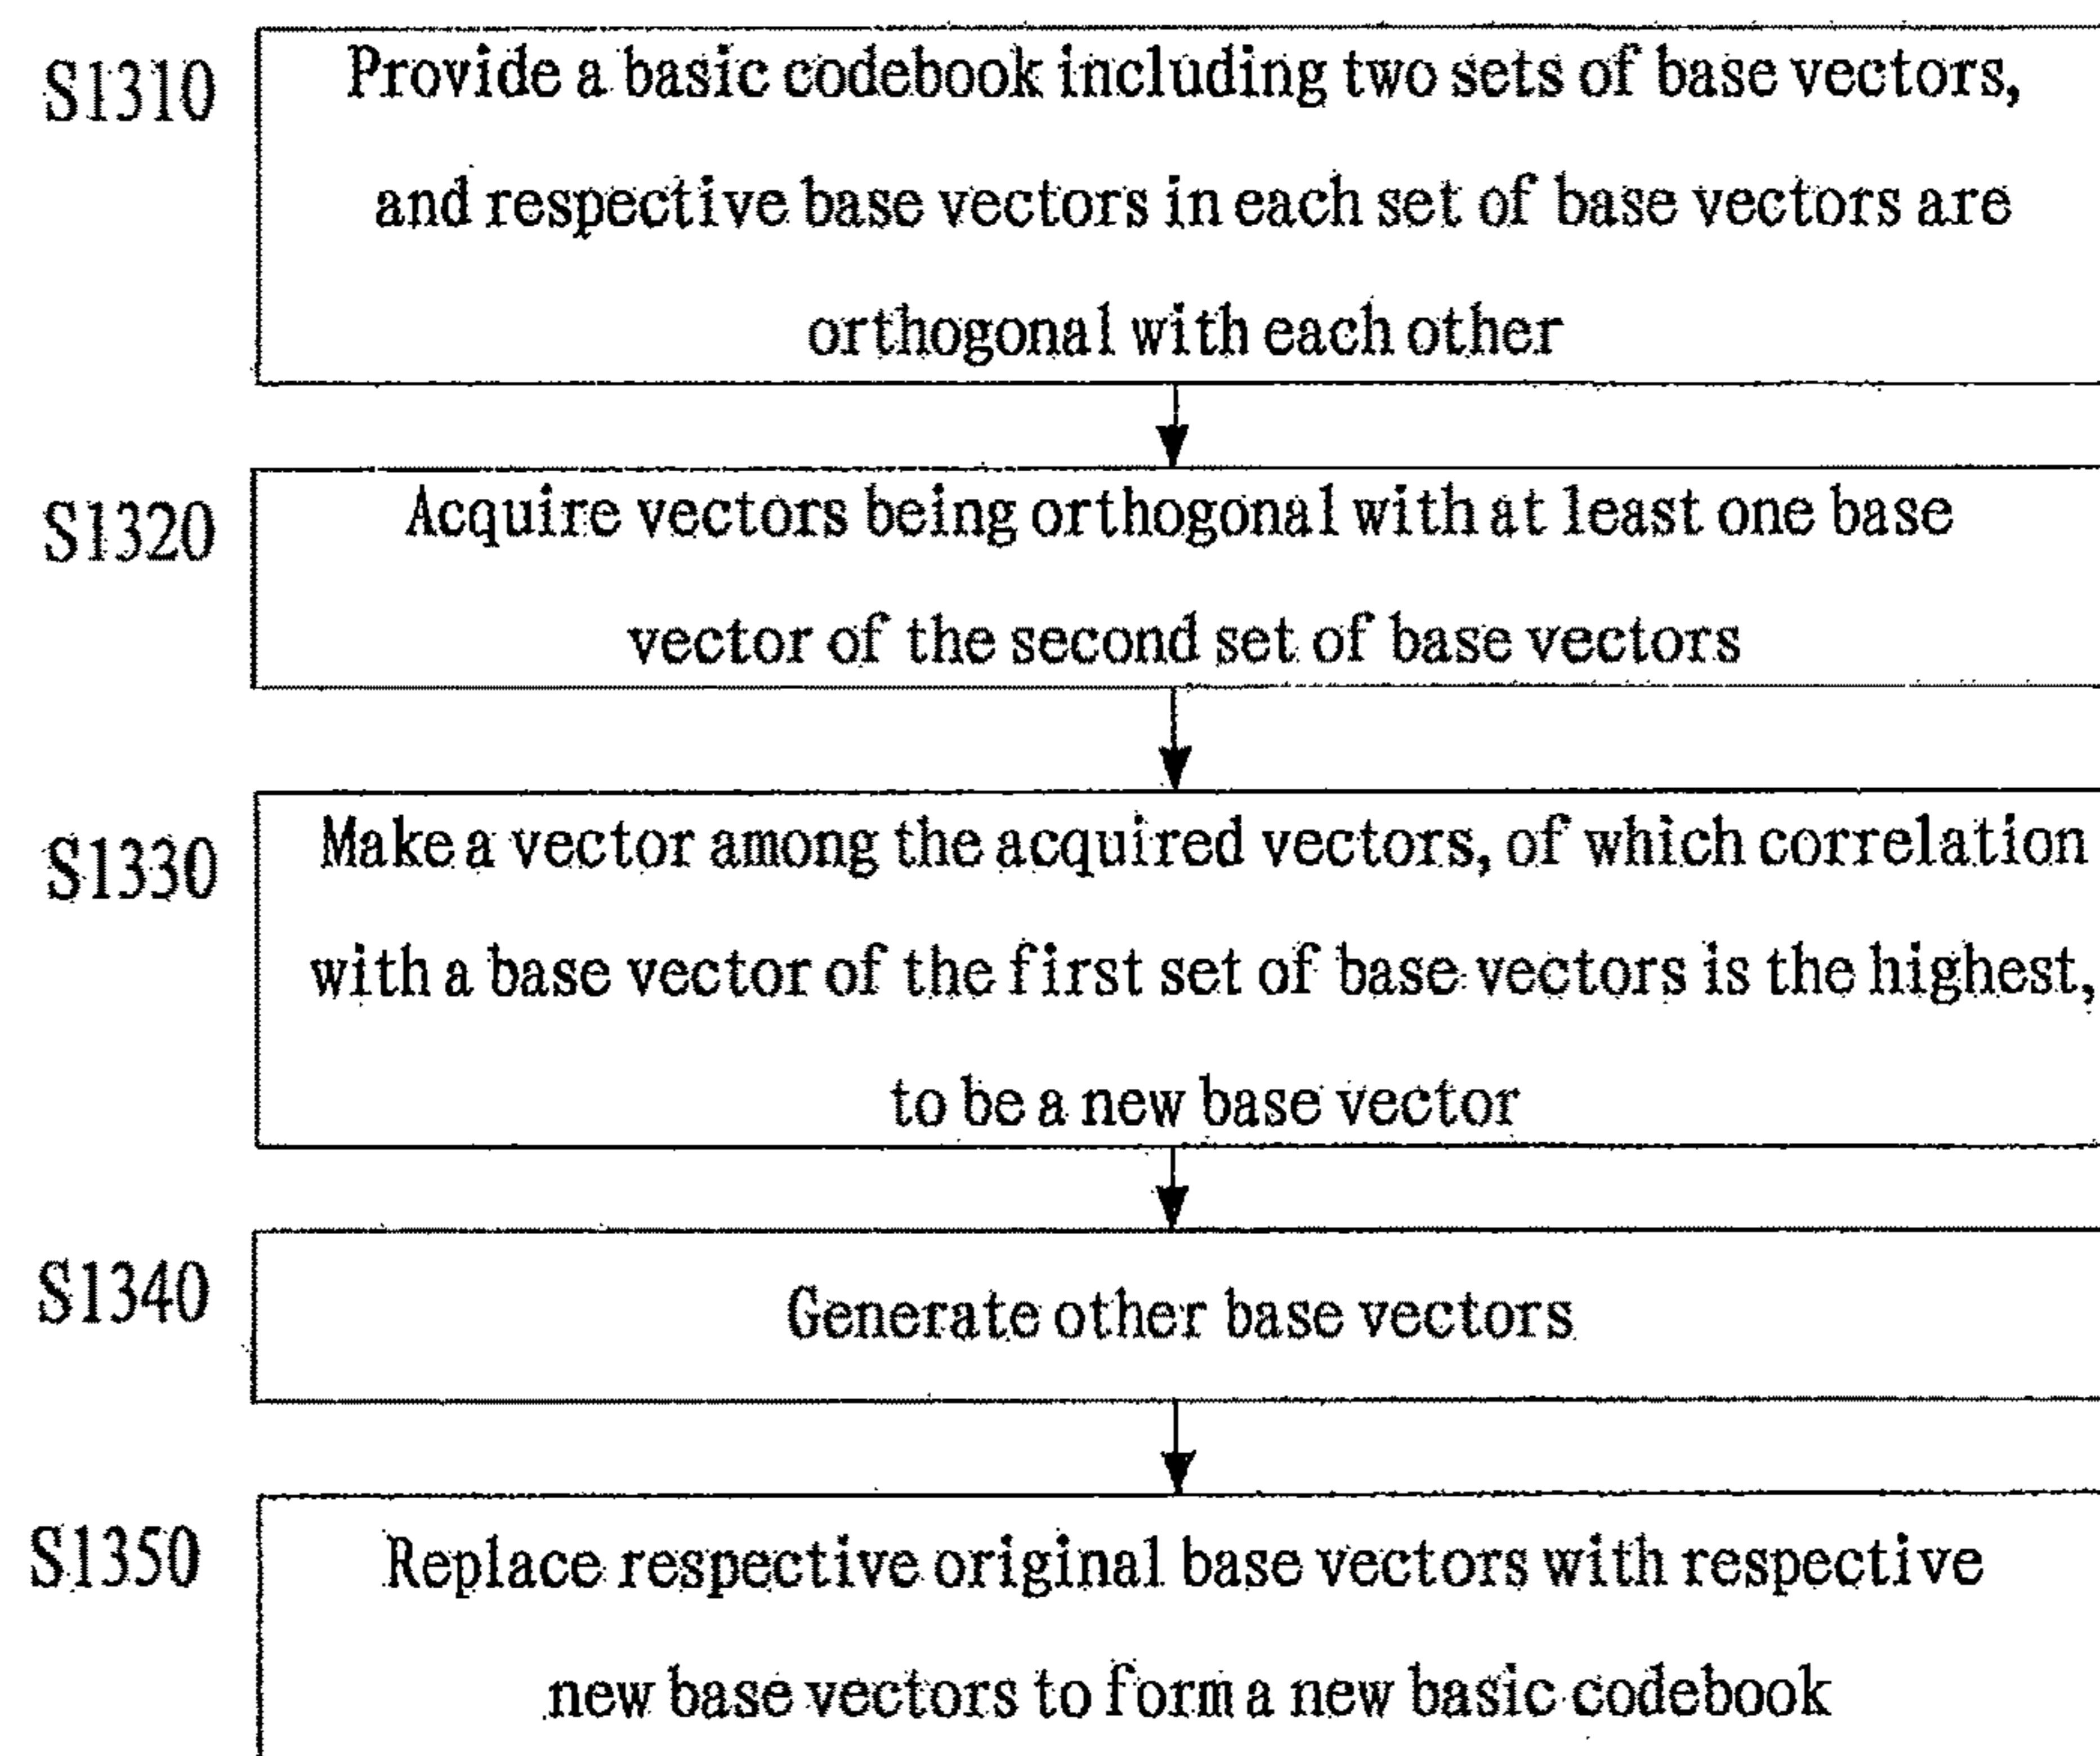 S1310
Provide a basic codebook including two sets of base vectors,
and respective base vectors in each set of base vectors are
orthogonal with each other
S1320
Acquire vectors being orthogonal with at least one base
vector of the second set of base vectors
S1330
Make a vector among the acquired vectors, of which correlation
with a base vector of the first set of base vectors is the highest,
to be a new base vector
S1340
Generate other base vectors
S1350
Replace respective original base vectors with respective
new base vectors to form a new basic codebook